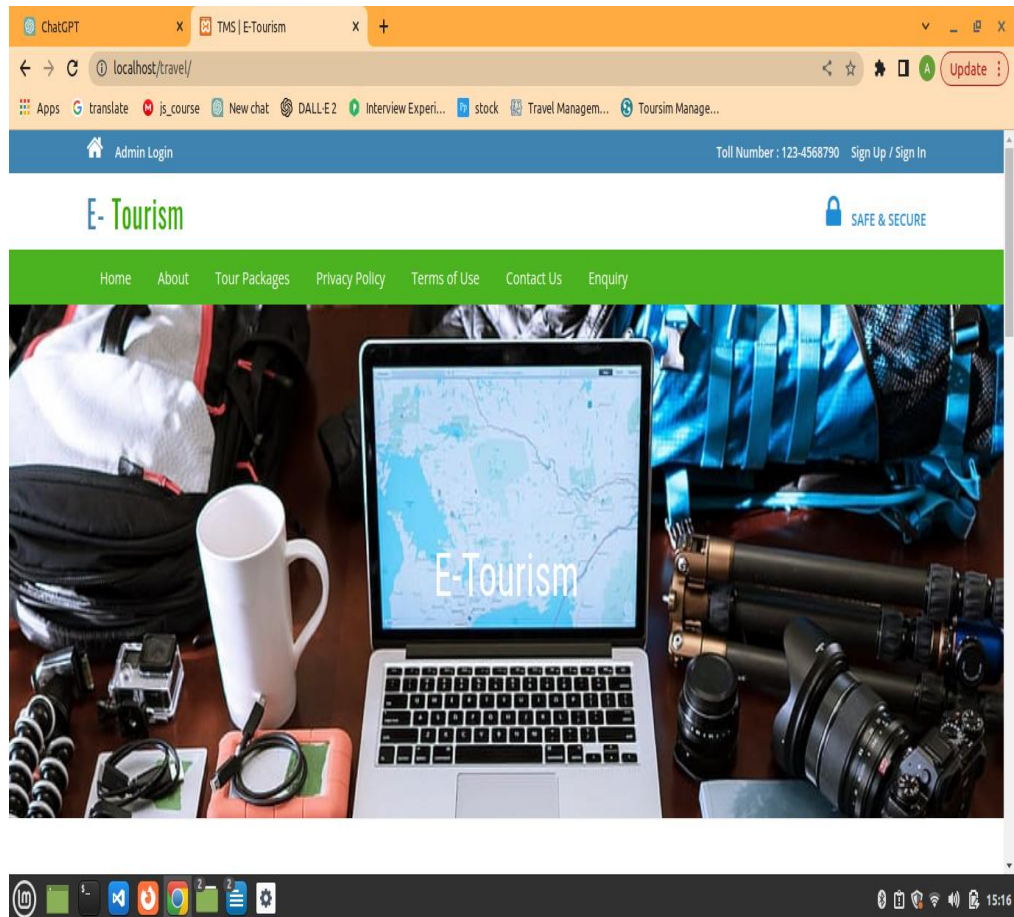 ChatGPT
TMS | E-Tourism
localhost/travel/
Update
Apps
translate
js_course
New chat
DALL·E 2
Interview Experi...
stock
Travel Managem...
Toursim Manage...
Admin Login
Toll Number : 123-4568790 Sign Up / Sign In
E- Tourism
SAFE & SECURE
Home About Tour Packages Privacy Policy Terms of Use Contact Us Enquiry
E-Tourism
2 2
15:16